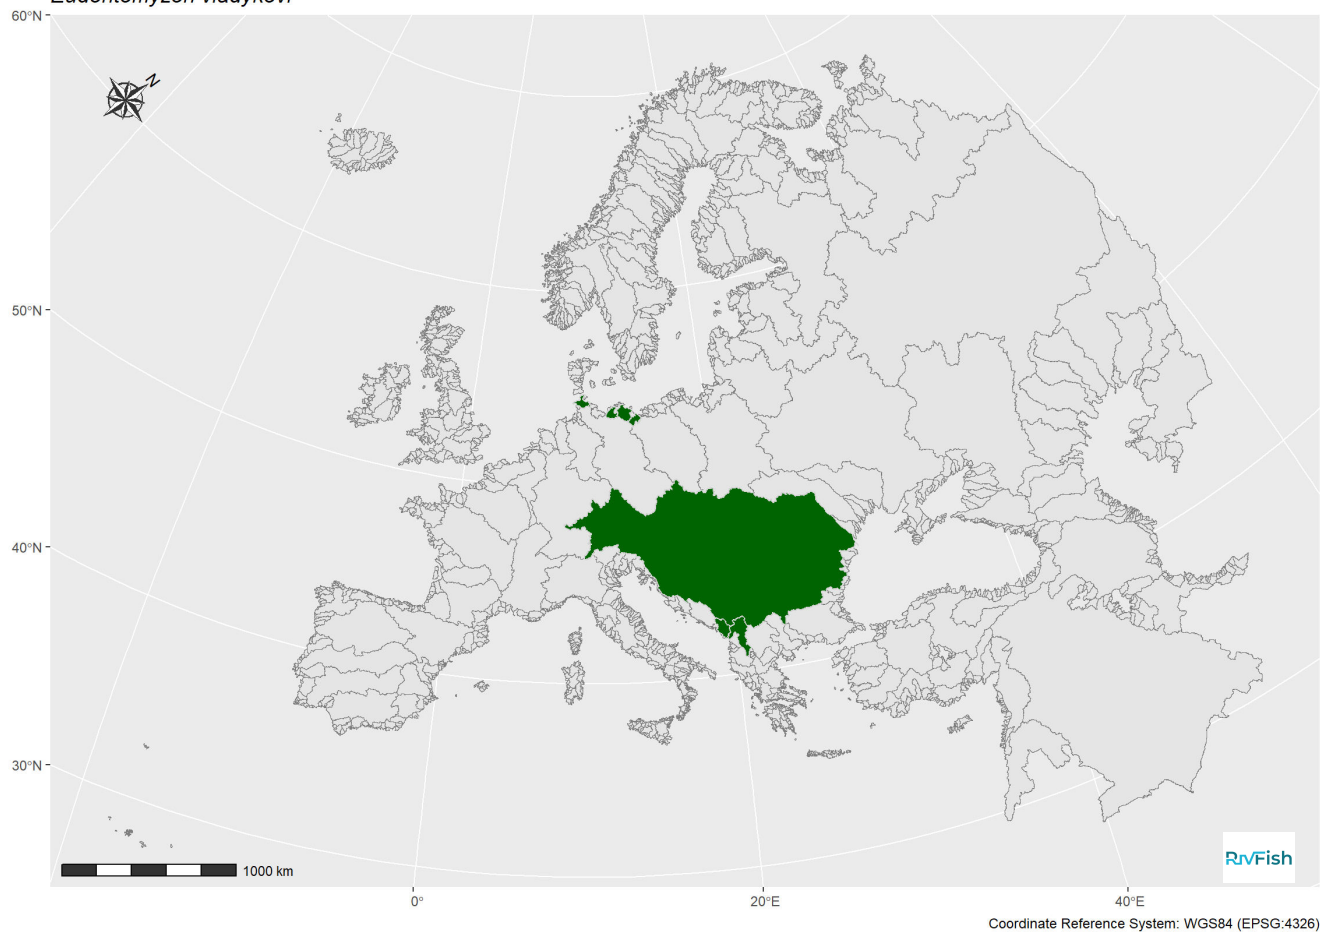 Eudontomyzon vladykovi
60°N
N
50°N
40°N
30°N
1000 km
RivFish
0°
20°E
40°E
Coordinate Reference System: WGS84 (EPSG:4326)